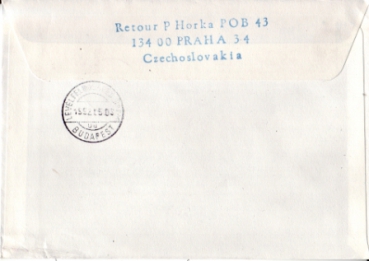 Retour P Horka POB 43
134 00 PRAHA 34
Czechoslovakia
BUDAPEST